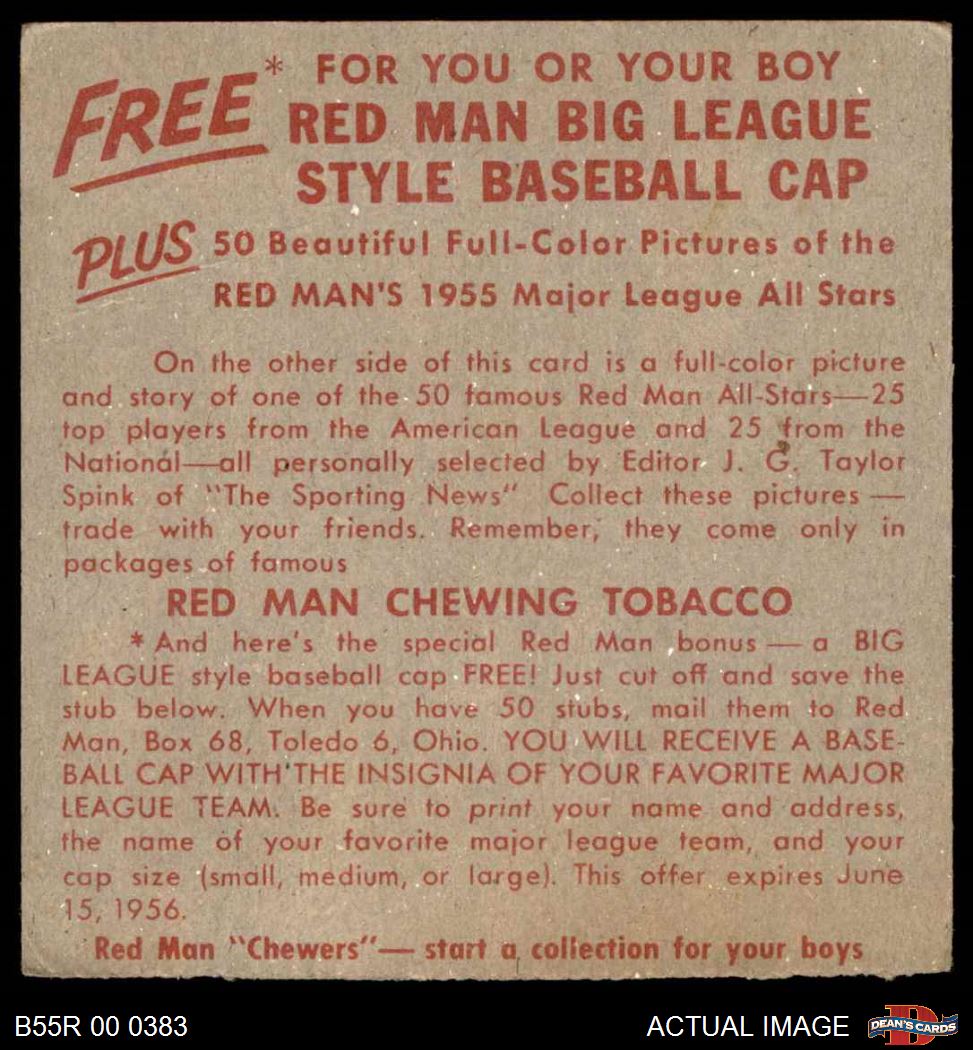 FREE* FOR YOU OR YOUR BOY
RED MAN BIG LEAGUE
STYLE BASEBALL CAP
PLUS 50 Beautiful Full-Color Pictures of the
RED MAN'S 1955 Major League All Stars
On the other side of this card is a full-color picture
and story of one of the 50 famous Red Man All-Stars—25
top players from the American League and 25 from the
National—all personally selected by Editor J. G. Taylor
Spink of "The Sporting News" Collect these pictures —
trade with your friends. Remember, they come only in
packages of famous
RED MAN CHEWING TOBACCO
*And here's the special Red Man bonus — a BIG
LEAGUE style baseball cap FREE! Just cut off and save the
stub below. When you have 50 stubs, mail them to Red
Man, Box 68, Toledo 6, Ohio. YOU WILL RECEIVE A BASE-
BALL CAP WITH THE INSIGNIA OF YOUR FAVORITE MAJOR
LEAGUE TEAM. Be sure to print your name and address,
the name of your favorite major league team, and your
cap size (small, medium, or large). This offer expires June
15, 1956.
Red Man "Chewers"— start a collection for your boys
B55R 00 0383
ACTUAL IMAGE
D
DEAN'S CARDS